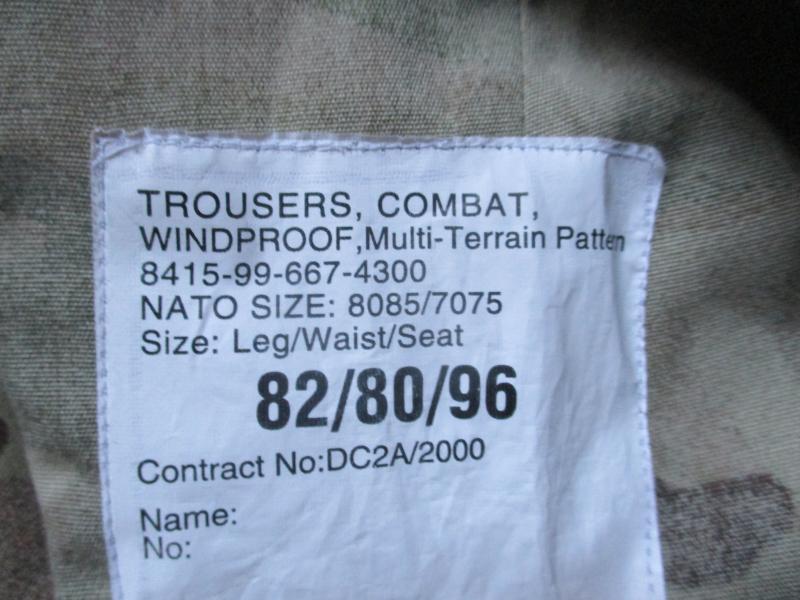 TROUSERS, COMBAT,
WINDPROOF,Multi-Terrain Pattern
8415-99-667-4300
NATO SIZE: 8085/7075
Size: Leg/Waist/Seat
82/80/96
Contract No:DC2A/2000
Name:
No: